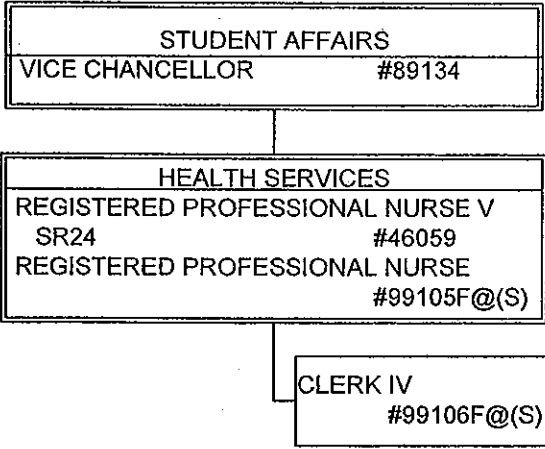 STUDENT AFFAIRS
VICE CHANCELLOR #89134
HEALTH SERVICES
REGISTERED PROFESSIONAL NURSE V
SR24 #46059
REGISTERED PROFESSIONAL NURSE
#99105F@(S)
CLERK IV
#99106F@(S)